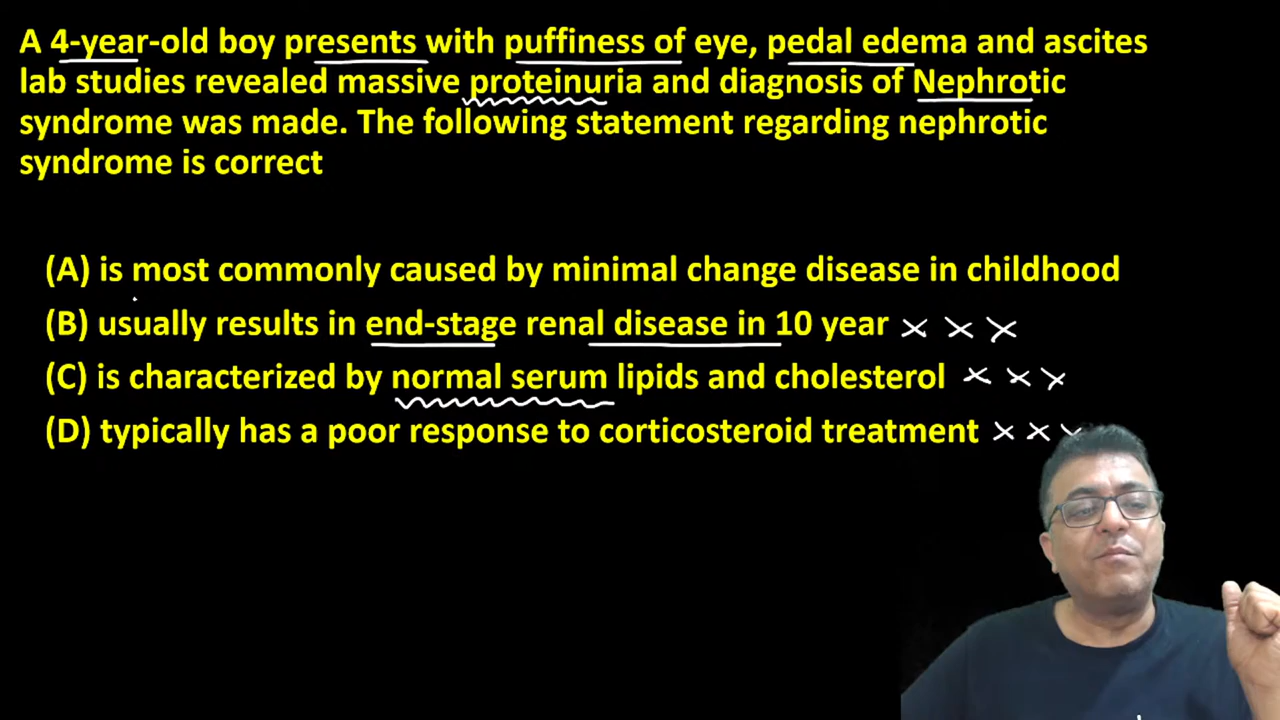 A 4-year-old boy presents with puffiness of eye, pedal edema and ascites
lab studies revealed massive proteinuria and diagnosis of Nephrotic
syndrome was made. The following statement regarding nephrotic
syndrome is correct
(A) is most commonly caused by minimal change disease in childhood
(B) usually results in end-stage renal disease in 10 year × × ×
(C) is characterized by normal serum lipids and cholesterol × × ×
(D) typically has a poor response to corticosteroid treatment × × ×